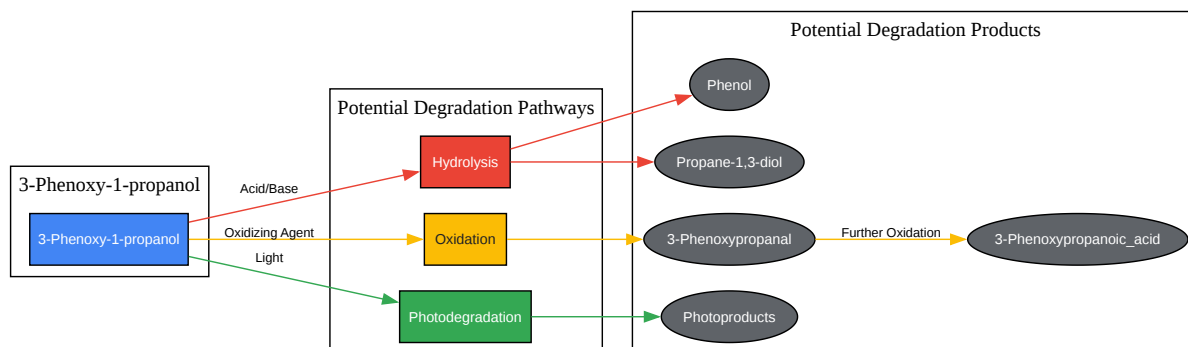 3-Phenoxy-1-propanol
3-Phenoxy-1-propanol
Acid/Base
Oxidizing Agent
Light
Potential Degradation Pathways
Hydrolysis
Oxidation
Photodegradation
Potential Degradation Products
Phenol
Propane-1,3-diol
3-Phenoxypropanal
Further Oxidation
3-Phenoxypropanoic_acid
Photoproducts